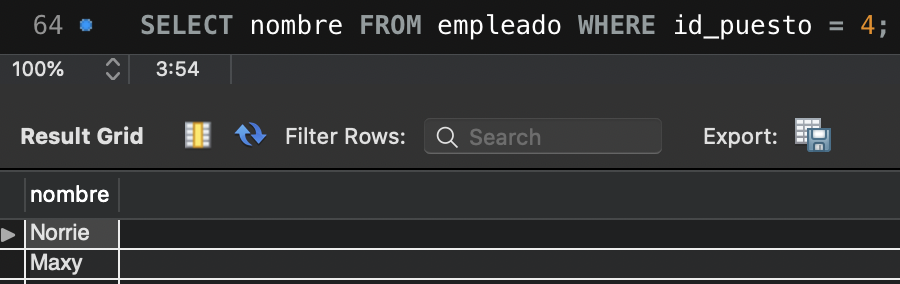 64 SELECT nombre FROM empleado WHERE id_puesto = 4;
100% 3:54
Result Grid Filter Rows: Search Export:
nombre
Norrie
Maxy